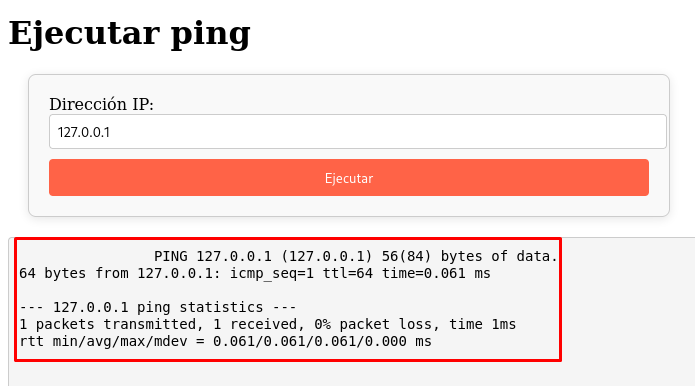 Ejecutar ping
Dirección IP:
127.0.0.1
Ejecutar
PING 127.0.0.1 (127.0.0.1) 56(84) bytes of data.
64 bytes from 127.0.0.1: icmp_seq=1 ttl=64 time=0.061 ms
--- 127.0.0.1 ping statistics ---
1 packets transmitted, 1 received, 0% packet loss, time 1ms
rtt min/avg/max/mdev = 0.061/0.061/0.061/0.000 ms